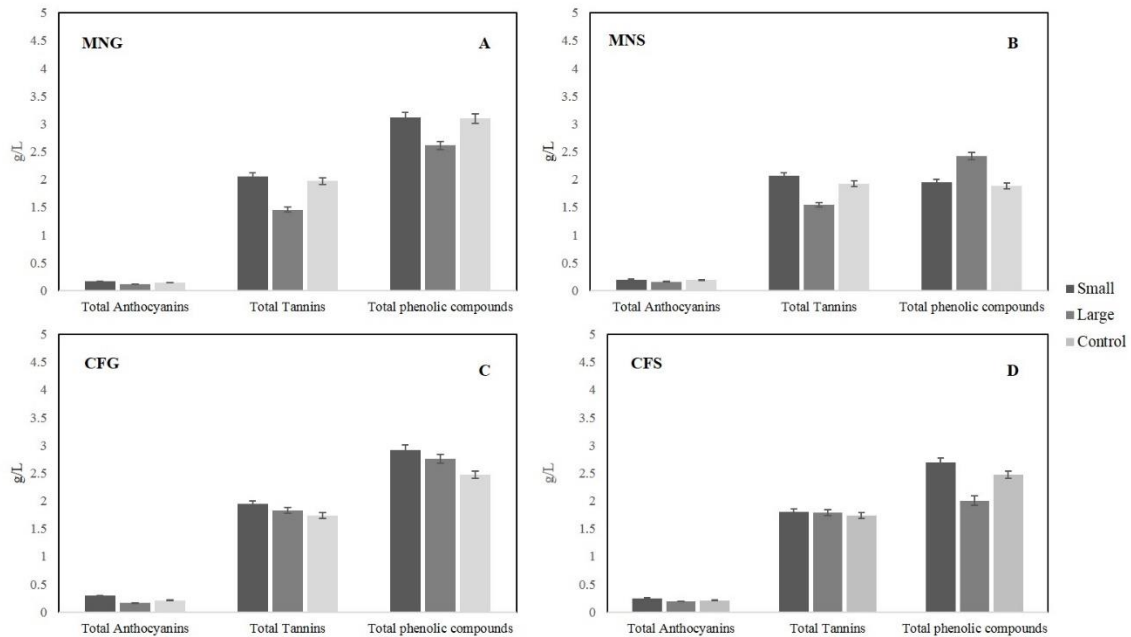 MNG
A
5
4.5
4
3.5
3
2.5
2
1.5
1
0.5
0
g/L
Total Anthocyanins
Total Tannins
Total phenolic compounds
MNS
B
5
4.5
4
3.5
3
2.5
2
1.5
1
0.5
0
g/L
Total Anthocyanins
Total Tannins
Total phenolic compounds
Small
Large
Control
CFG
C
5
4.5
4
3.5
3
2.5
2
1.5
1
0.5
0
g/L
Total Anthocyanins
Total Tannins
Total phenolic compounds
CFS
D
5
4.5
4
3.5
3
2.5
2
1.5
1
0.5
0
g/L
Total Anthocyanins
Total Tannins
Total phenolic compounds